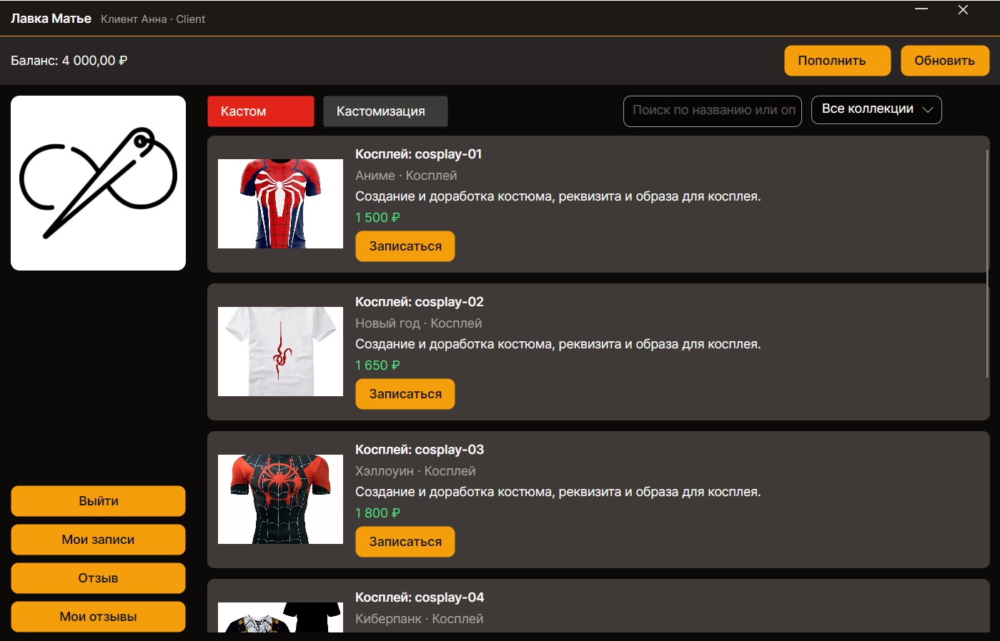 Лавка Матье Клиент Анна · Client
Баланс: 4 000,00 ₽
Пополнить
Обновить
Кастом
Кастомизация
Поиск по названию или оп
Все коллекции
Косплей: cosplay-01
Аниме · Косплей
Создание и доработка костюма, реквизита и образа для косплея.
1 500 ₽
Записаться
Косплей: cosplay-02
Новый год · Косплей
Создание и доработка костюма, реквизита и образа для косплея.
1 650 ₽
Записаться
Косплей: cosplay-03
Хэллоуин · Косплей
Создание и доработка костюма, реквизита и образа для косплея.
1 800 ₽
Записаться
Косплей: cosplay-04
Киберпанк · Косплей
Выйти
Мои записи
Отзыв
Мои отзывы